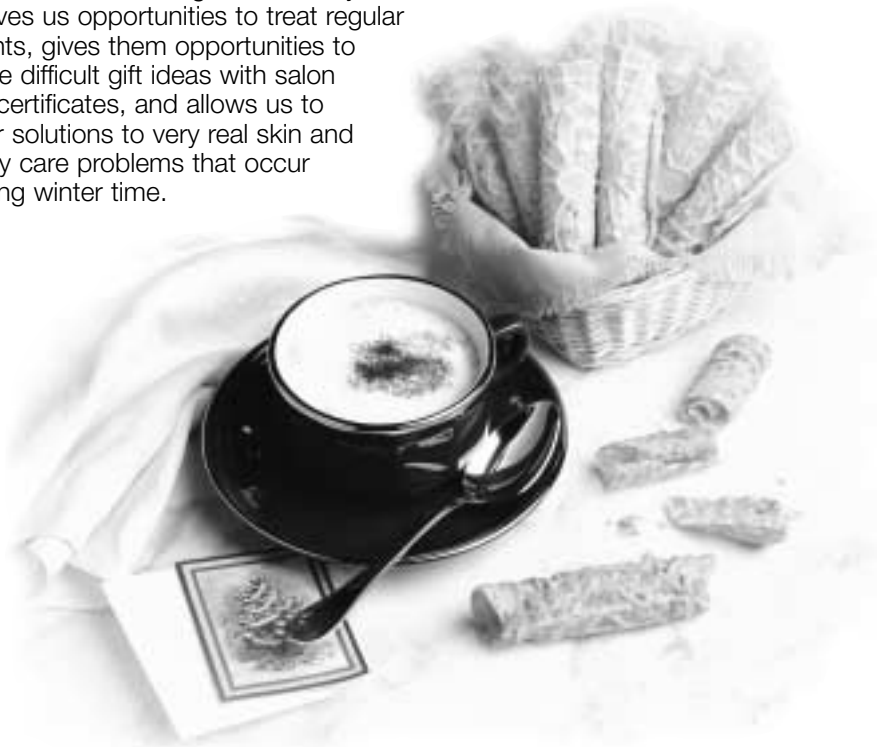 ves us opportunities to treat regular
nts, gives them opportunities to
e difficult gift ideas with salon
certificates, and allows us to
r solutions to very real skin and
y care problems that occur
ng winter time.